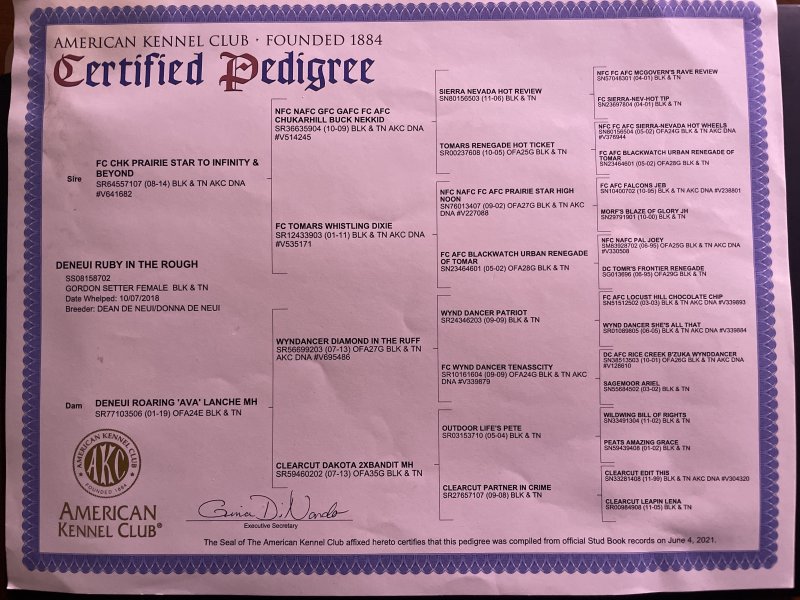 AMERICAN KENNEL CLUB · FOUNDED 1884
Certified Pedigree
Sire
FC CHK PRAIRIE STAR TO INFINITY &
BEYOND
SR64557107 (08-14) BLK & TN AKC DNA
#V641682
DENEUI RUBY IN THE ROUGH
SS08158702
GORDON SETTER FEMALE BLK & TN
Date Whelped: 10/07/2018
Breeder: DEAN DE NEUI/DONNA DE NEUI
Dam
DENEUI ROARING 'AVA' LANCHE MH
SR77103506 (01-19) OFA24E BLK & TN
NFC NAFC GFC GAFC FC AFC
CHUKARHILL BUCK NEKKID
SR36635904 (10-09) BLK & TN AKC DNA
#V514245
FC TOMARS WHISTLING DIXIE
SR12433903 (01-11) BLK & TN AKC DNA
#V535171
WYNDANCER DIAMOND IN THE RUFF
SR56699203 (07-13) OFA27G BLK & TN
AKC DNA #V695486
CLEARCUT DAKOTA 2XBANDIT MH
SR59460202 (07-13) OFA35G BLK & TN
SIERRA NEVADA HOT REVIEW
SN80156503 (11-06) BLK & TN
TOMARS RENEGADE HOT TICKET
SR00237608 (10-05) OFA25G BLK & TN
NFC NAFC FC AFC PRAIRIE STAR HIGH
NOON
SN76013407 (09-02) OFA27G BLK & TN AKC
DNA #V227088
FC AFC BLACKWATCH URBAN RENEGADE
OF TOMAR
SN23464601 (05-02) OFA28G BLK & TN
WYND DANCER PATRIOT
SR24346203 (09-09) BLK & TN
FC WYND DANCER TENASSCITY
SR10161604 (09-09) OFA24G BLK & TN AKC
DNA #V339879
OUTDOOR LIFE'S PETE
SR03153710 (05-04) BLK & TN
CLEARCUT PARTNER IN CRIME
SR27657107 (09-08) BLK & TN
NFC FC AFC MCGOVERN'S RAVE REVIEW
SN57048301 (04-01) BLK & TN
FC SIERRA-NEV-HOT TIP
SN23697804 (04-01) BLK & TN
NFC FC AFC SIERRA-NEVADA HOT WHEELS
SN80156504 (05-02) OFA24G BLK & TN AKC DNA
#V376944
FC AFC BLACKWATCH URBAN RENEGADE OF
TOMAR
SN23464601 (05-02) OFA28G BLK & TN
FC AFC FALCONS JEB
SN10400702 (10-95) BLK & TN AKC DNA #V238801
MORF'S BLAZE OF GLORY JH
SN29791901 (10-00) BLK & TN
NFC NAFC PAL JOEY
SM83928702 (06-95) OFA25G BLK & TN AKC DNA
#V330508
DC TOMR'S FRONTIER RENEGADE
SG013696 (06-95) OFA29G BLK & TN
FC AFC LOCUST HILL CHOCOLATE CHIP
SN51512502 (03-03) BLK & TN AKC DNA #V339893
WYND DANCER SHE'S ALL THAT
SR01089805 (06-05) BLK & TN AKC DNA #V339884
DC AFC RICE CREEK B'ZUKA WYNDDANCER
SN38513503 (10-01) OFA26G BLK & TN AKC DNA
#V128610
SAGEMOOR ARIEL
SN55684502 (03-02) BLK & TN
WILDWING BILL OF RIGHTS
SN33491304 (11-02) BLK & TN
PEATS AMAZING GRACE
SN59439408 (01-02) BLK & TN
CLEARCUT EDIT THIS
SN33281408 (11-99) BLK & TN AKC DNA #V304320
CLEARCUT LEAPIN LENA
SR00984908 (11-05) BLK & TN
AMERICAN KENNEL CLUB
AKC
FOUNDED 1884
AMERICAN
KENNEL CLUB®
Gina DiNardo
Executive Secretary
The Seal of The American Kennel Club affixed hereto certifies that this pedigree was compiled from official Stud Book records on June 4, 2021.